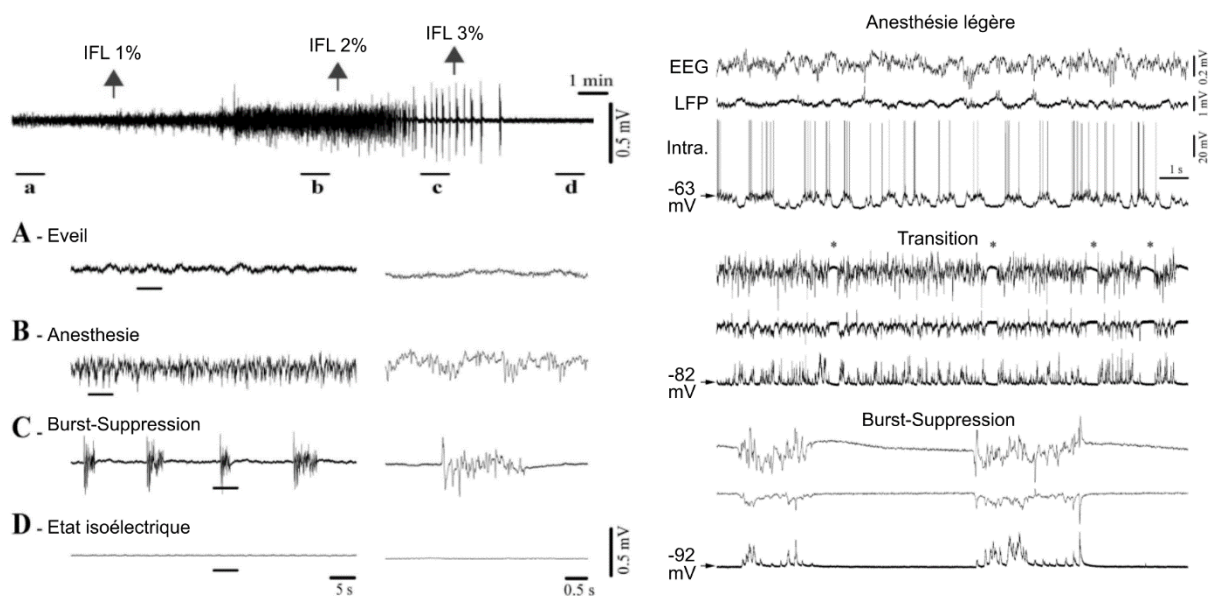 IFL 1%
IFL 2%
IFL 3%
1 min
0.5 mV
a
b
c
d
A - Eveil
B - Anesthesie
C - Burst-Suppression
D - Etat isoélectrique
5 s
0.5 s
0.5 mV
Anesthésie légère
EEG
0.2 mV
LFP
1 mV
Intra.
20 mV
1 s
-63
mV
Transition
* * * *
-82
mV
Burst-Suppression
-92
mV